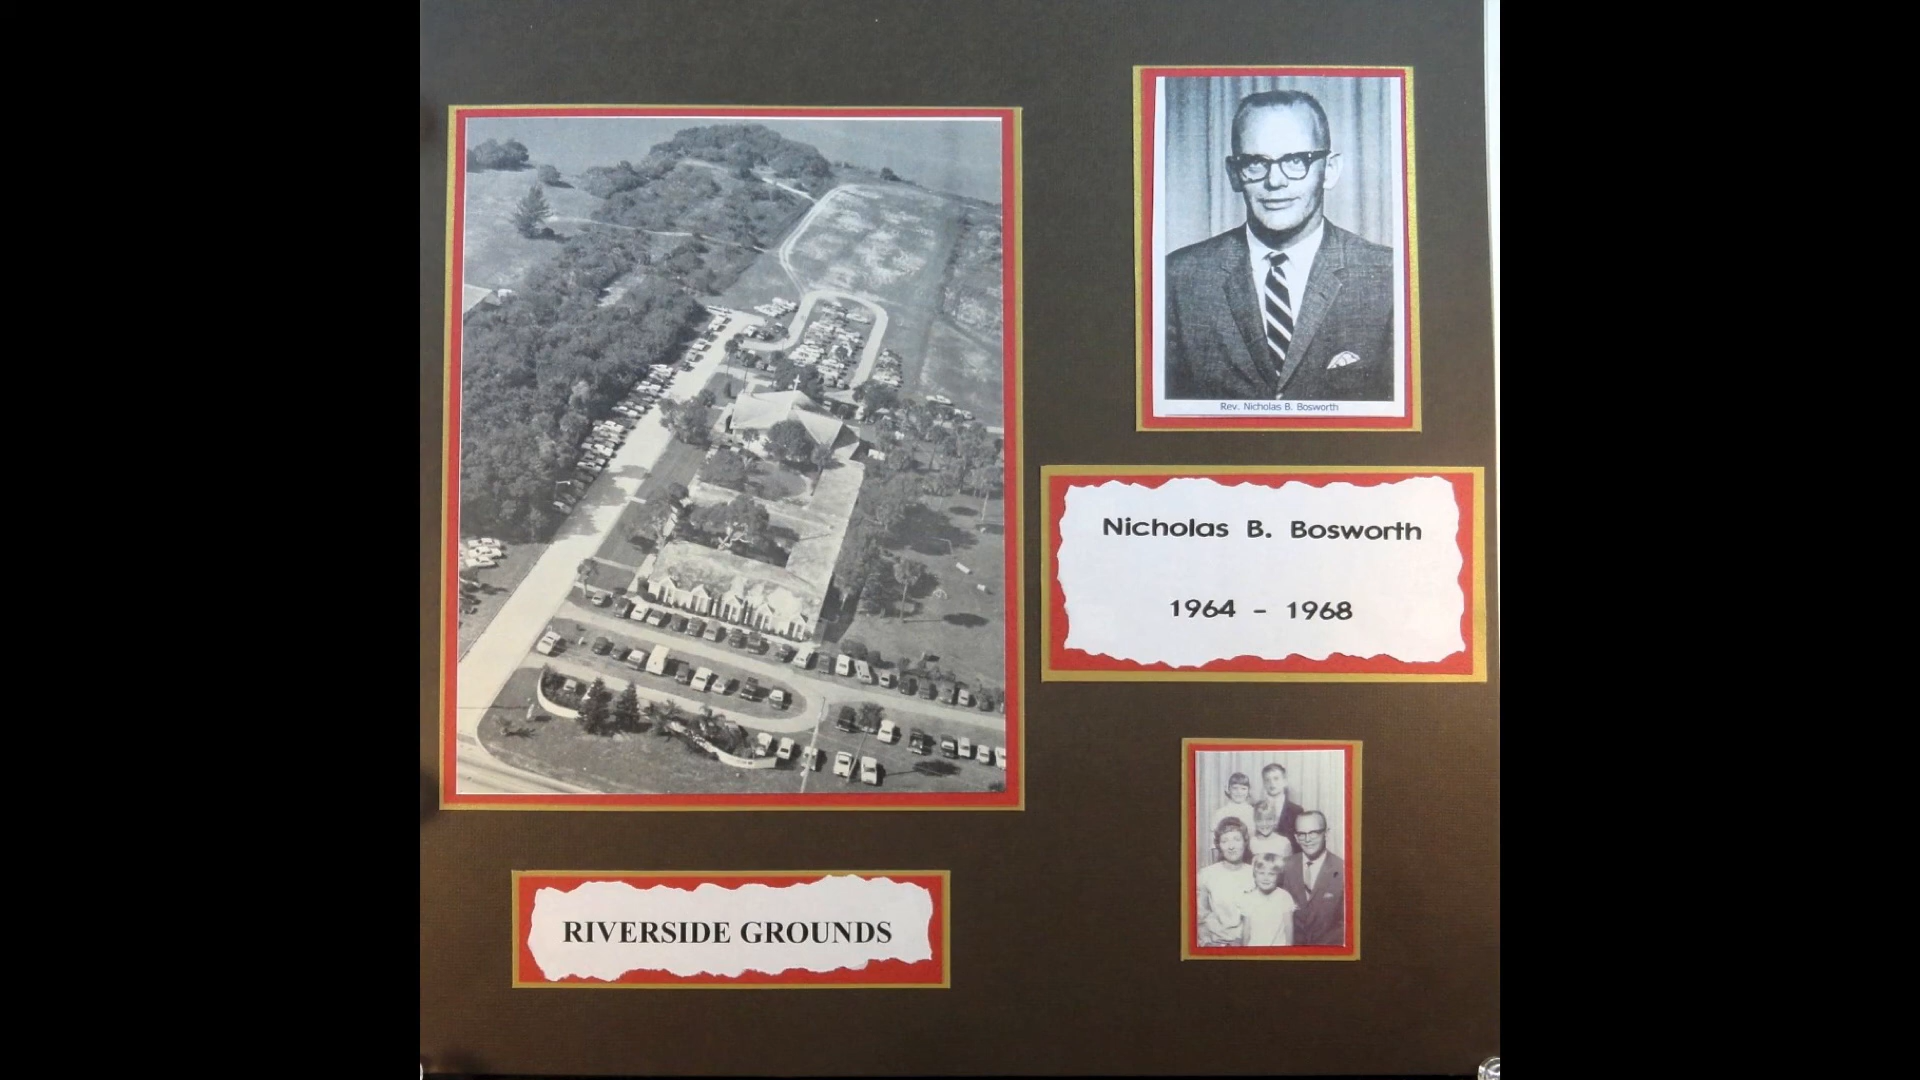 Rev. Nicholas B. Bosworth
Nicholas B. Bosworth
1964 - 1968
RIVERSIDE GROUNDS